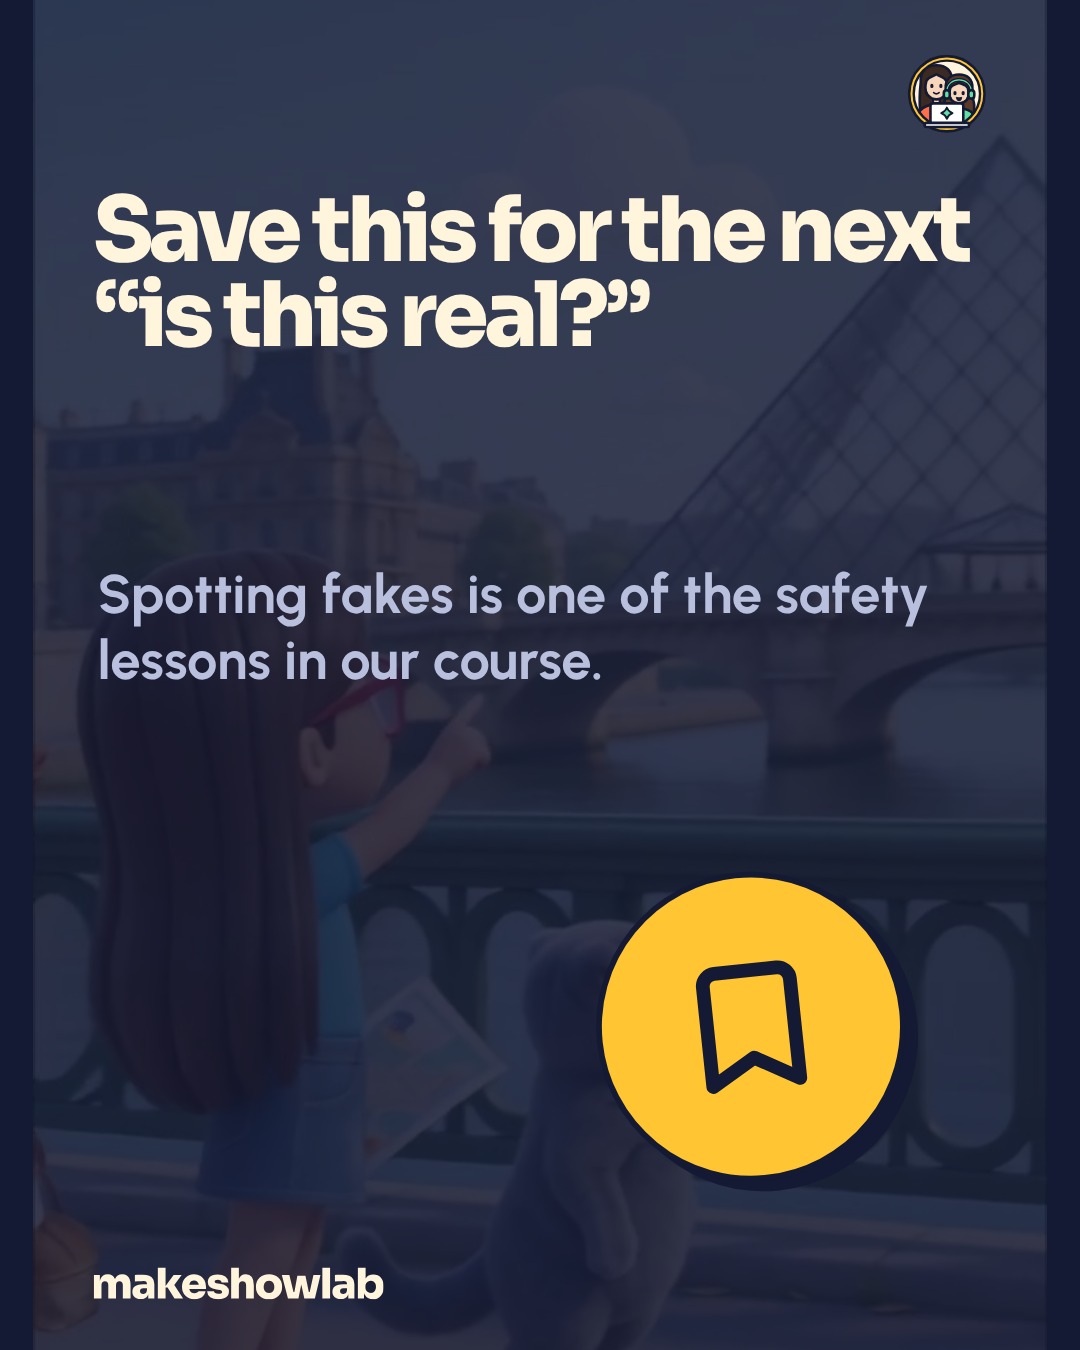 Save this for the next
“is this real?”
Spotting fakes is one of the safety
lessons in our course.
makeshowlab